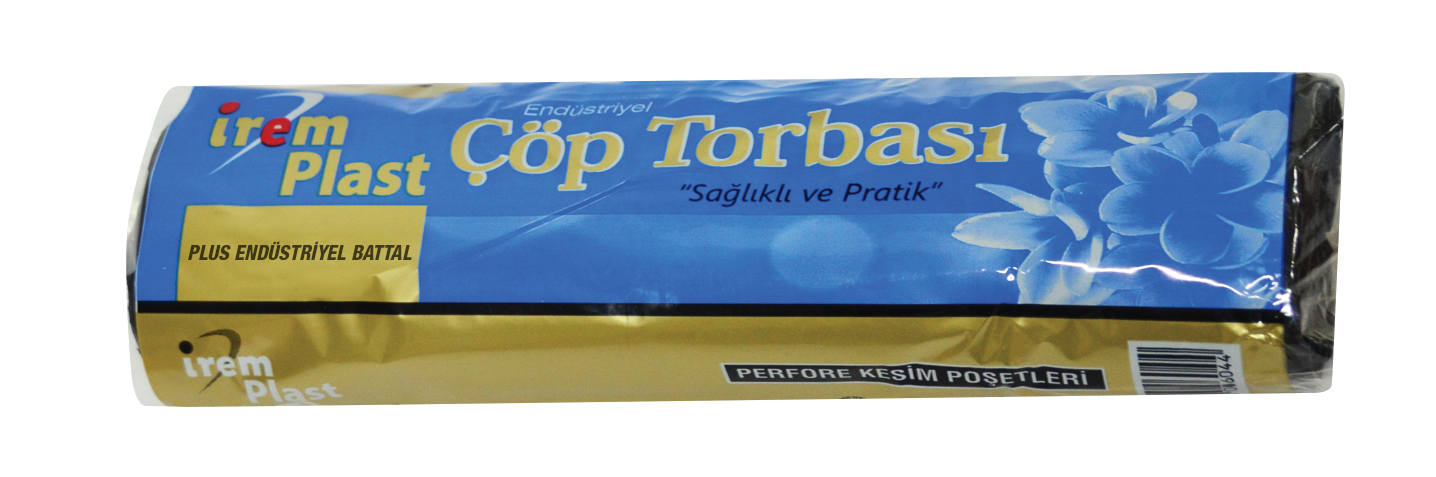 irem
Plast
Endüstriyel
Çöp Torbası
"Sağlıklı ve Pratik"
PLUS ENDÜSTRİYEL BATTAL
irem
Plast
PERFORE KESİM POŞETLERİ